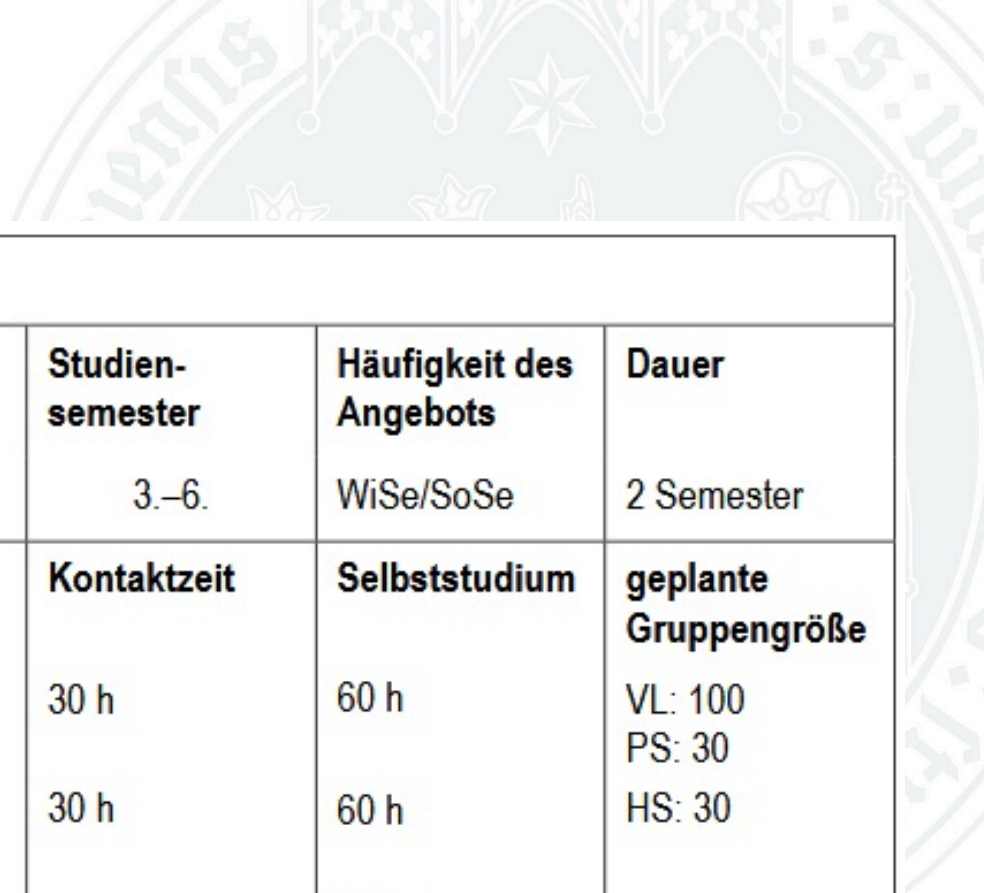 Studien-
semester
Häufigkeit des
Angebots
Dauer
3.–6.
WiSe/SoSe
2 Semester
Kontaktzeit
Selbststudium
geplante
Gruppengröße
30 h
60 h
VL: 100
PS: 30
30 h
60 h
HS: 30